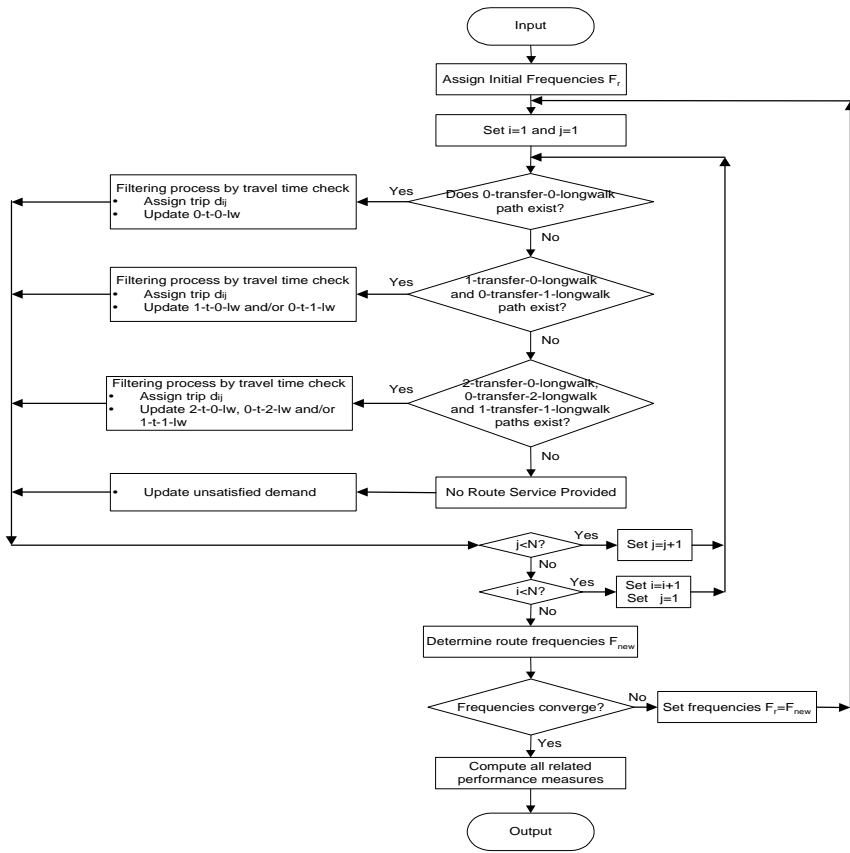 Input
Assign Initial Frequencies Fr
Set i=1 and j=1
Does 0-transfer-0-longwalk
path exist?
Yes
Filtering process by travel time check
• Assign trip dij
• Update 0-t-0-lw
No
1-transfer-0-longwalk
and 0-transfer-1-longwalk
path exist?
Yes
Filtering process by travel time check
• Assign trip dij
• Update 1-t-0-lw and/or 0-t-1-lw
No
2-transfer-0-longwalk,
0-transfer-2-longwalk
and 1-transfer-1-longwalk
paths exist?
Yes
Filtering process by travel time check
• Assign trip dij
• Update 2-t-0-lw, 0-t-2-lw and/or
1-t-1-lw
No
No Route Service Provided
• Update unsatisfied demand
j<N?
Yes
Set j=j+1
No
i<N?
Yes
Set i=i+1
Set j=1
No
Determine route frequencies Fnew
Frequencies converge?
No
Set frequencies Fr=Fnew
Yes
Compute all related
performance measures
Output